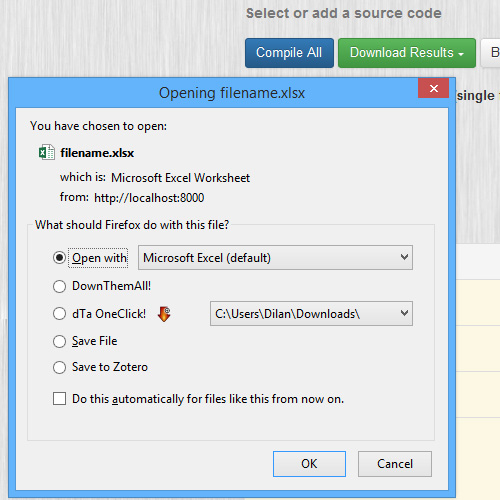 Select or add a source code
Compile All
Download Results
B
Opening filename.xlsx
x
/single
You have chosen to open:
filename.xlsx
which is: Microsoft Excel Worksheet
from: http://localhost:8000
What should Firefox do with this file?
Open with Microsoft Excel (default)
DownThemAll!
dTa OneClick! C:\Users\Dilan\Downloads\
Save File
Save to Zotero
Do this automatically for files like this from now on.
OK Cancel